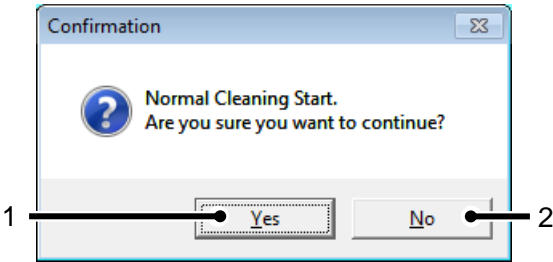 Confirmation
Normal Cleaning Start.
Are you sure you want to continue?
1 Yes No 2